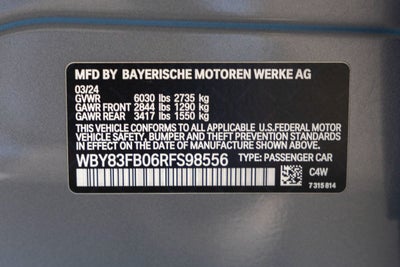 MFD BY BAYERISCHE MOTOREN WERKE AG
03/24
GVWR 6030 lbs 2735 kg
GAWR FRONT 2844 lbs 1290 kg
GAWR REAR 3417 lbs 1550 kg
THIS VEHICLE CONFORMS TO ALL APPLICABLE U.S.FEDERAL MOTOR
VEHICLE SAFETY, BUMPER AND THEFT PREVENTION STANDARDS
IN EFFECT ON THE DATE OF MANUFACTURE SHOWN ABOVE.
WBY83FB06RFS98556 TYPE: PASSENGER CAR
C4W
7 315 814